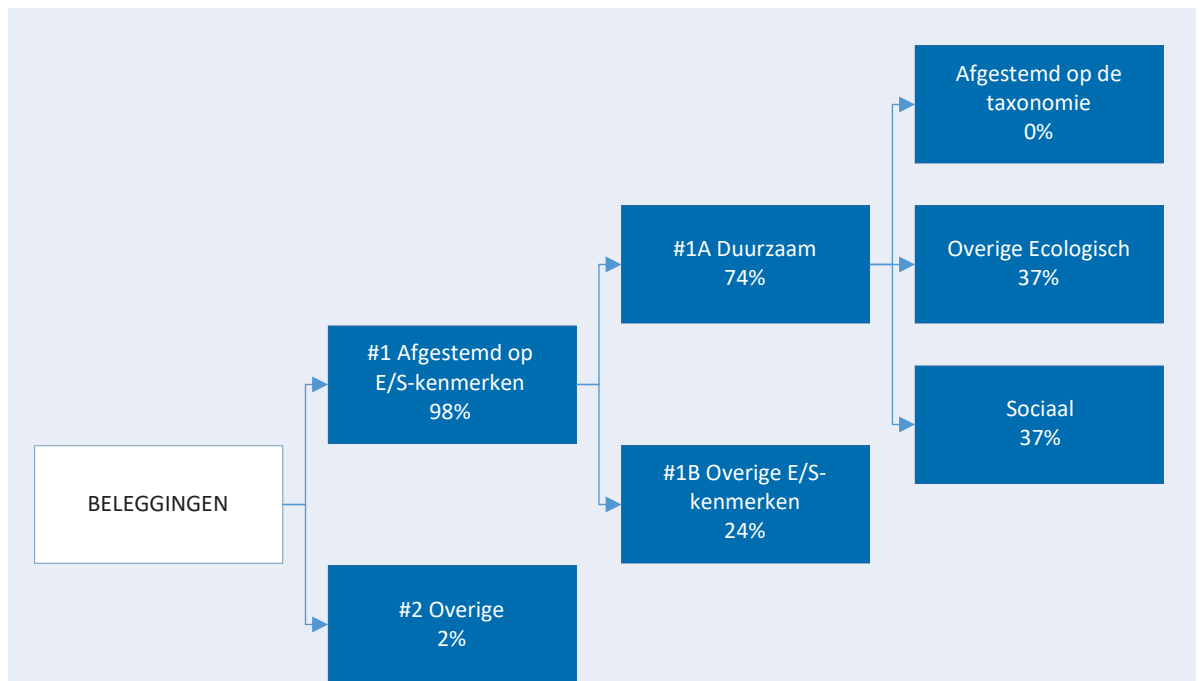 Afgestemd op de
taxonomie
0%
#1A Duurzaam
74%
Overige Ecologisch
37%
#1 Afgestemd op
E/S-kenmerken
98%
Sociaal
37%
BELEGGINGEN
#1B Overige E/S-
kenmerken
24%
#2 Overige
2%